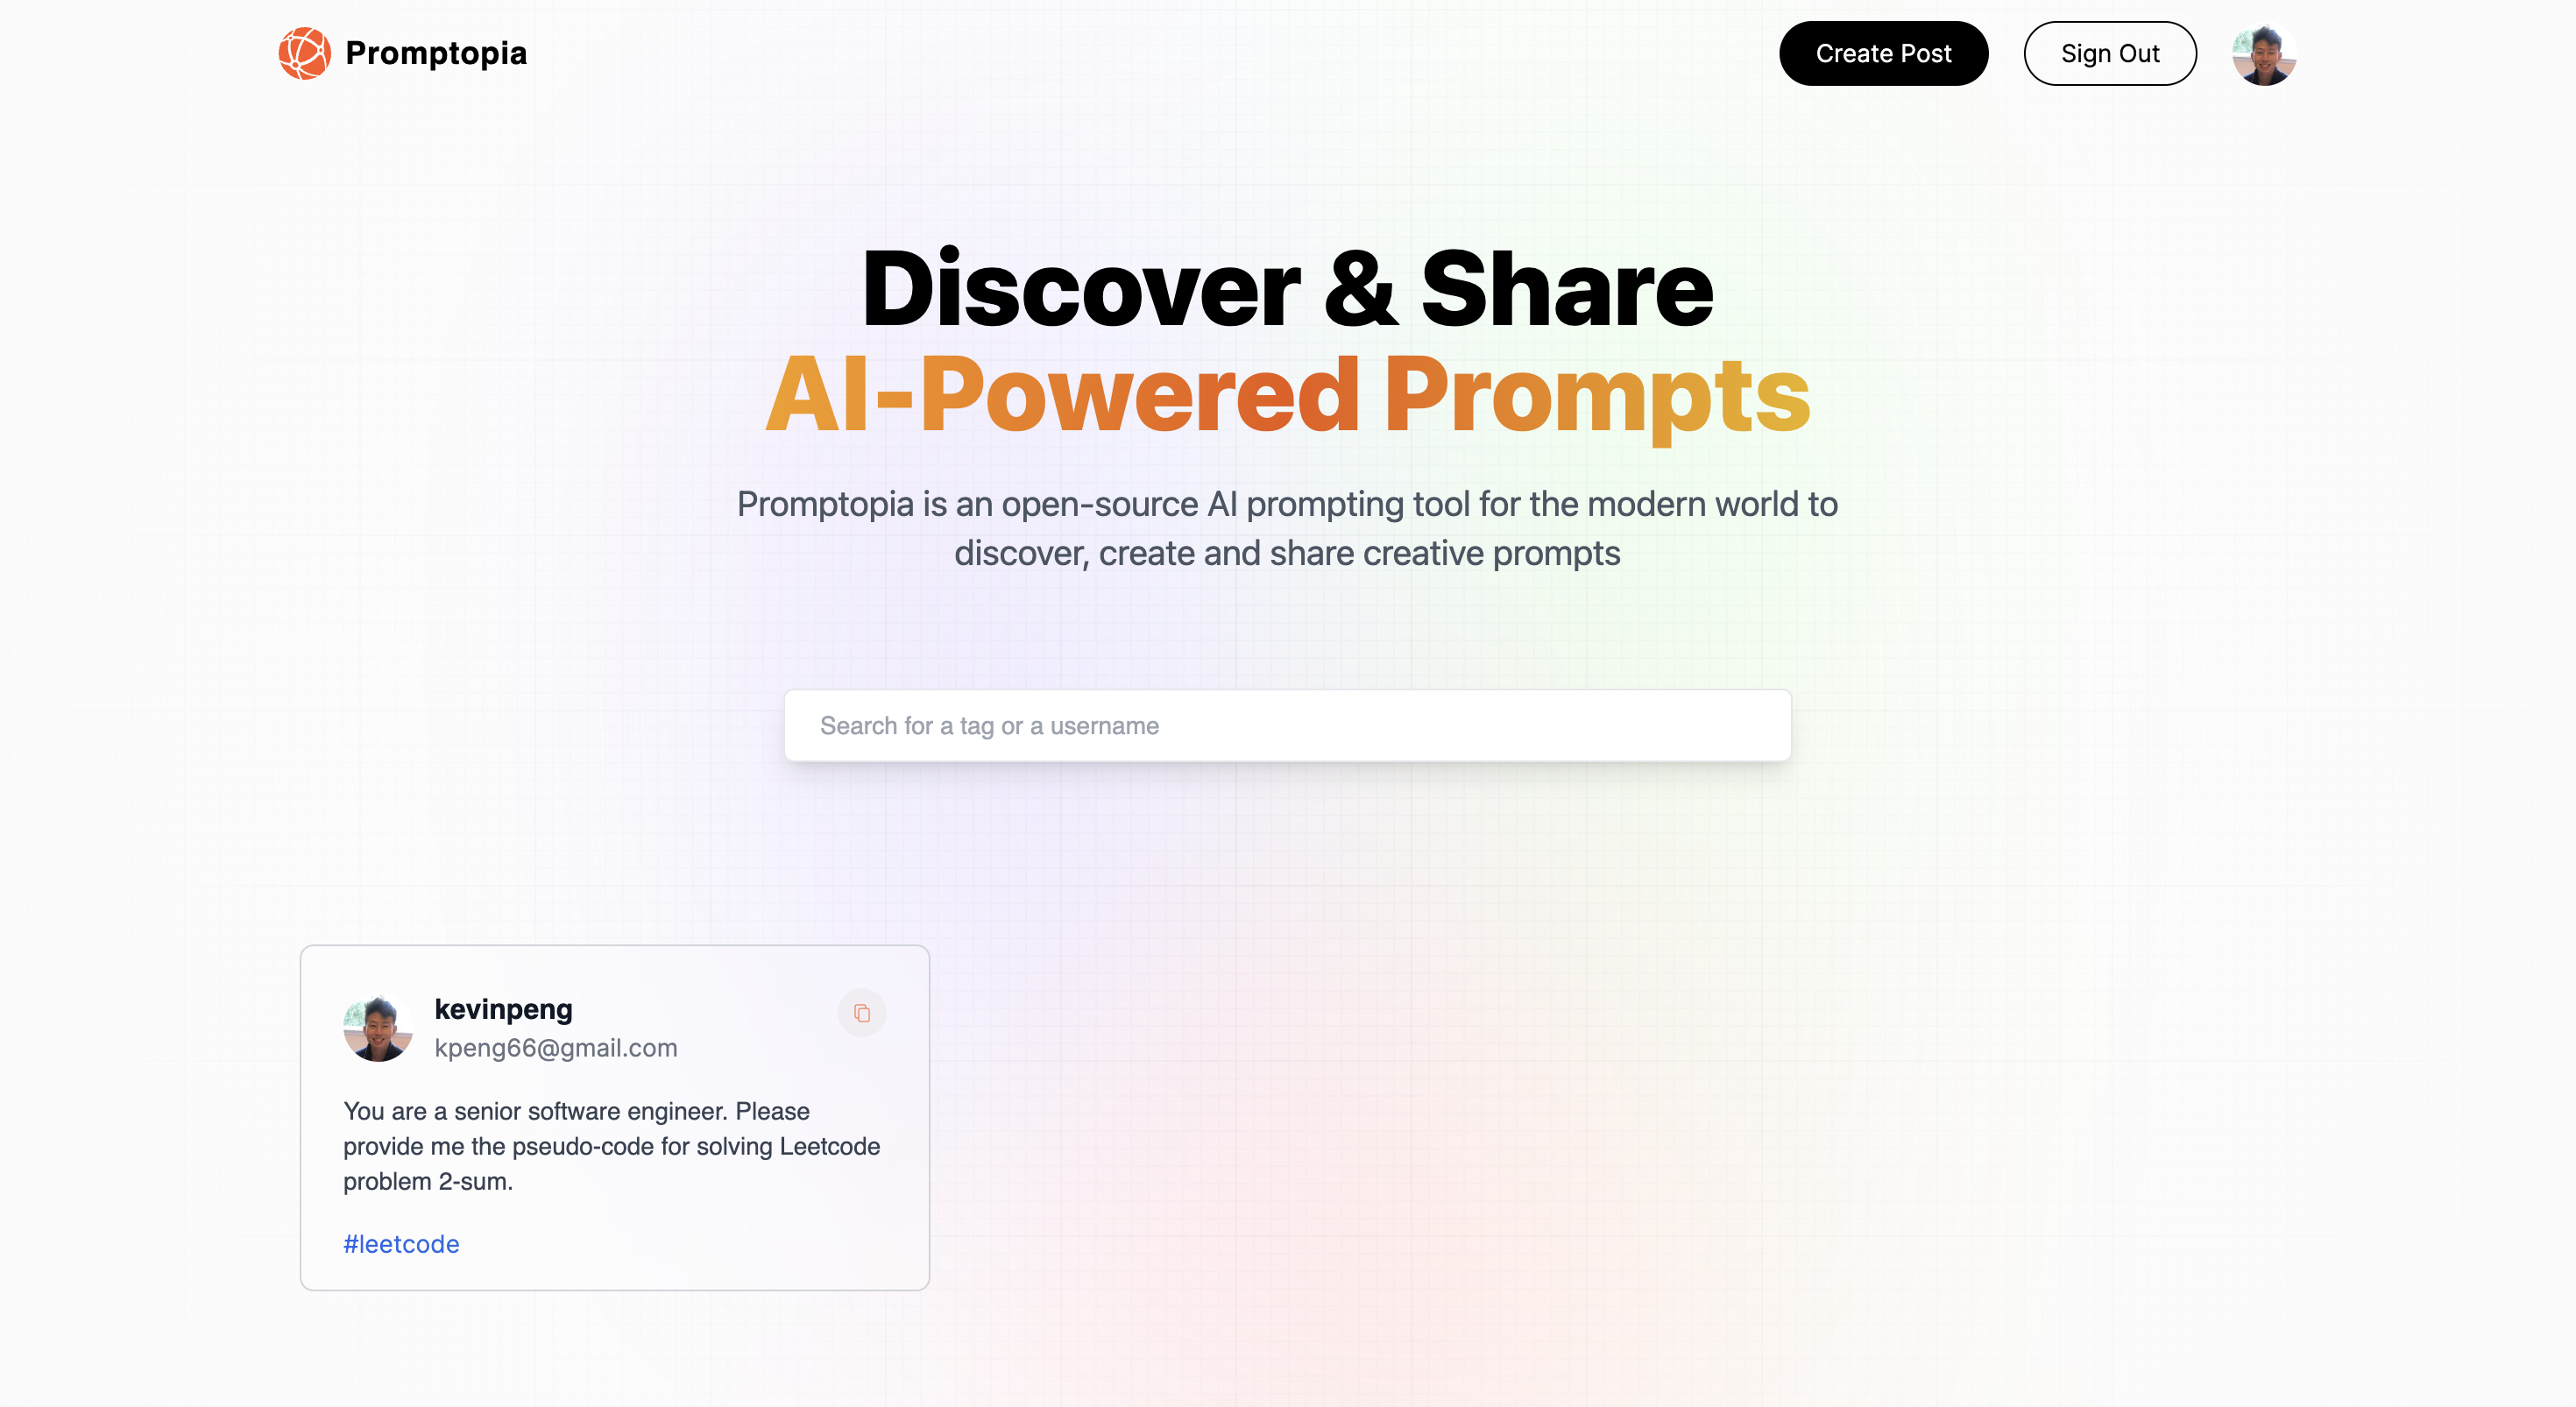 Promptopia
Create Post
Sign Out
Discover & Share
AI-Powered Prompts
Promptopia is an open-source AI prompting tool for the modern world to
discover, create and share creative prompts
Search for a tag or a username
kevinpeng
kpeng66@gmail.com
You are a senior software engineer. Please
provide me the pseudo-code for solving Leetcode
problem 2-sum.
#leetcode